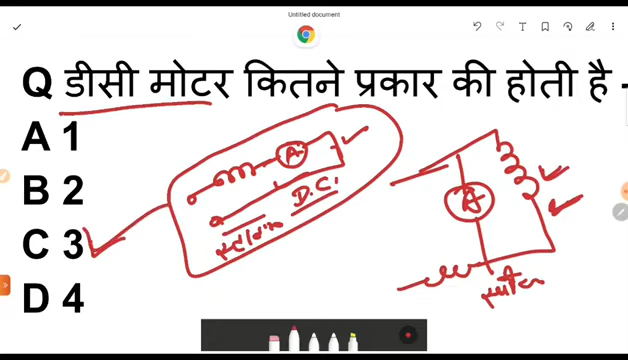 Untitled document
Q डीसी मोटर कितने प्रकार की होती है -
A 1
B 2
C 3
D 4
A
D.C.
A